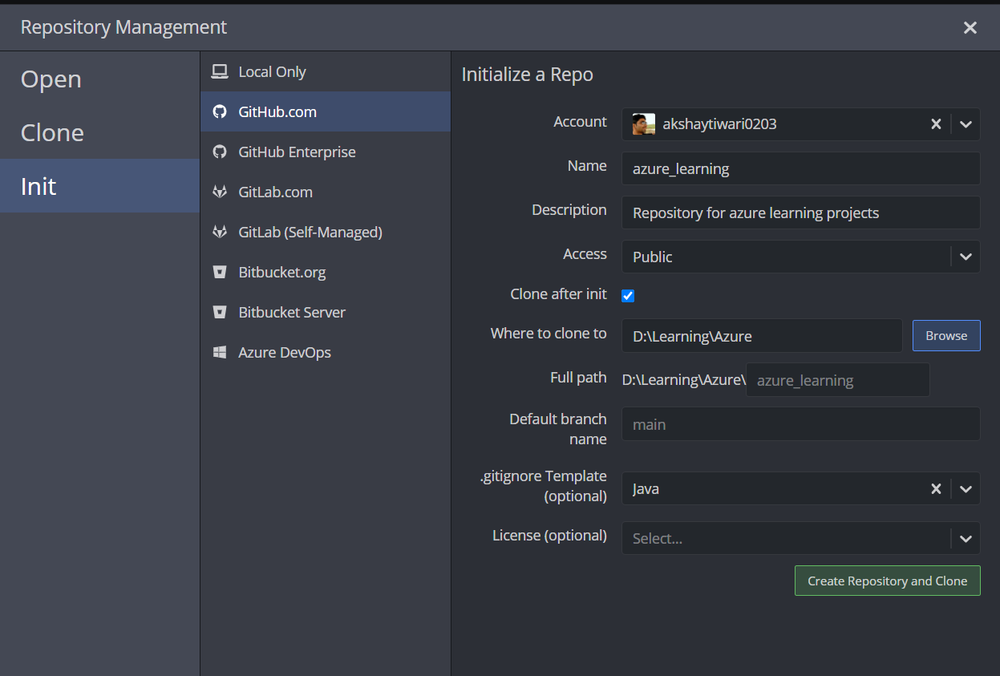 Repository Management
Open
Clone
Init
Local Only
GitHub.com
GitHub Enterprise
GitLab.com
GitLab (Self-Managed)
Bitbucket.org
Bitbucket Server
Azure DevOps
Initialize a Repo
Account akshaytiwari0203
Name azure_learning
Description Repository for azure learning projects
Access Public
Clone after init
Where to clone to D:\Learning\Azure Browse
Full path D:\Learning\Azure\ azure_learning
Default branch
name
main
.gitignore Template
(optional)
Java
License (optional) Select...
Create Repository and Clone